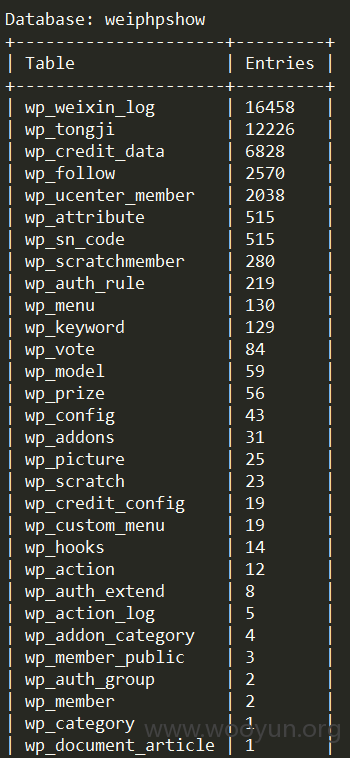 Database: weiphpshow
+--------------------+---------+
| Table              | Entries |
+--------------------+---------+
| wp_weixin_log      | 16458   |
| wp_tongji          | 12226   |
| wp_credit_data     | 6828    |
| wp_follow          | 2570    |
| wp_ucenter_member  | 2038    |
| wp_attribute       | 515     |
| wp_sn_code         | 515     |
| wp_scratchmember   | 280     |
| wp_auth_rule       | 219     |
| wp_menu            | 130     |
| wp_keyword         | 129     |
| wp_vote            | 84      |
| wp_model           | 59      |
| wp_prize           | 56      |
| wp_config          | 43      |
| wp_addons          | 31      |
| wp_picture         | 25      |
| wp_scratch         | 23      |
| wp_credit_config   | 19      |
| wp_custom_menu     | 19      |
| wp_hooks           | 14      |
| wp_action          | 12      |
| wp_auth_extend     | 8       |
| wp_action_log      | 5       |
| wp_addon_category  | 4       |
| wp_member_public   | 3       |
| wp_auth_group      | 2       |
| wp_member          | 2       |
| wp_category        | 1       |
| wp_document_article | 1       |
www.wooyun.org